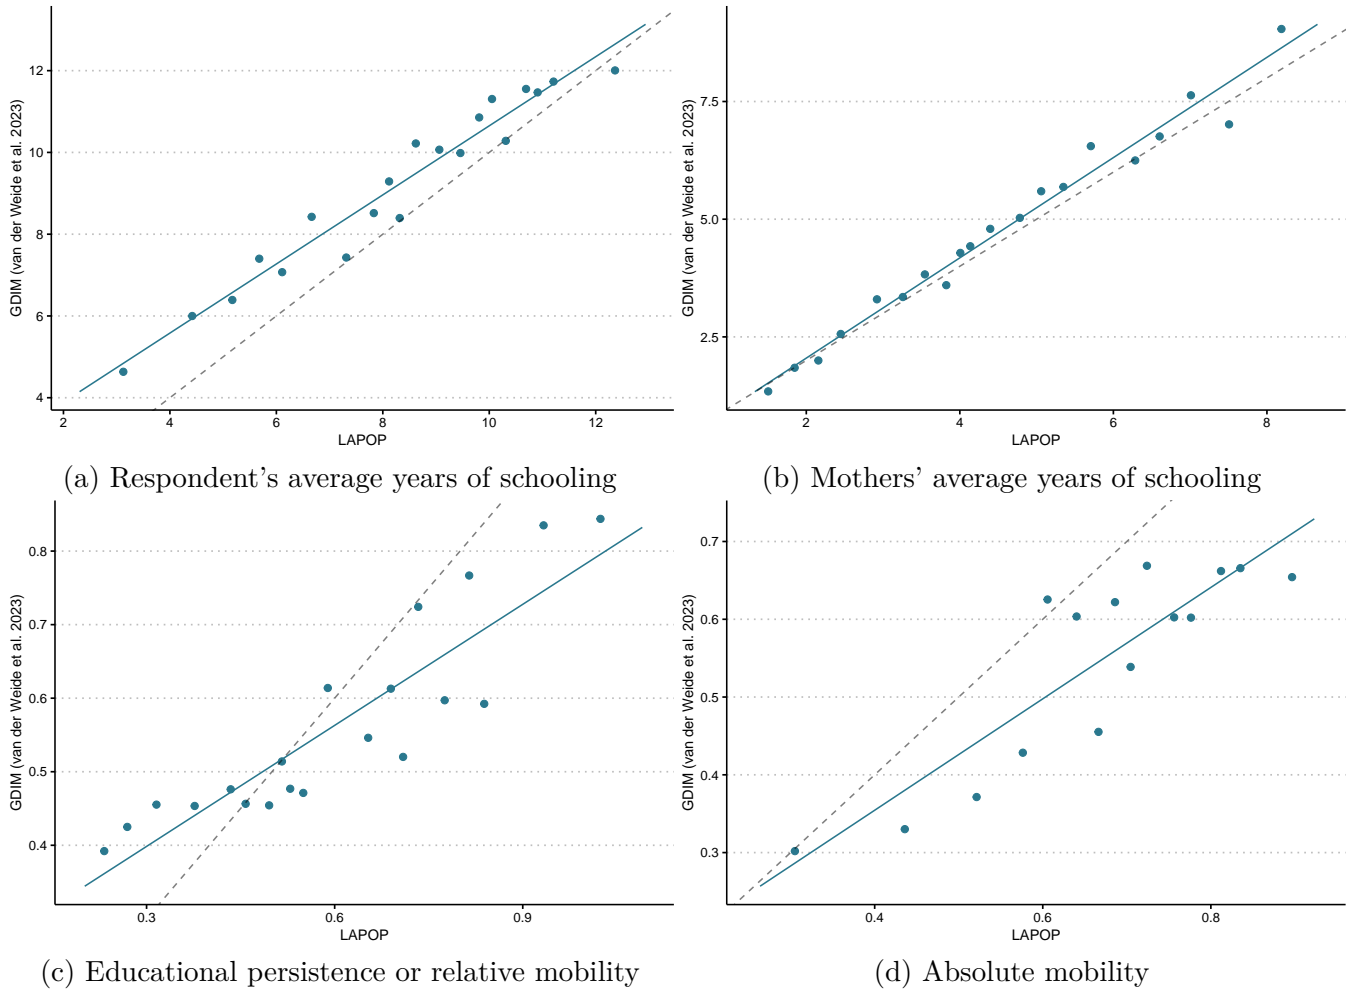 GDIM (van der Weide et al. 2023)
12
10
8
6
4
2 4 6 8 10 12
LAPOP
(a) Respondent's average years of schooling
GDIM (van der Weide et al. 2023)
7.5
5.0
2.5
2 4 6 8
LAPOP
(b) Mothers' average years of schooling
GDIM (van der Weide et al. 2023)
0.8
0.7
0.6
0.5
0.4
0.3 0.6 0.9
LAPOP
(c) Educational persistence or relative mobility
GDIM (van der Weide et al. 2023)
0.7
0.6
0.5
0.4
0.3
0.4 0.6 0.8
LAPOP
(d) Absolute mobility